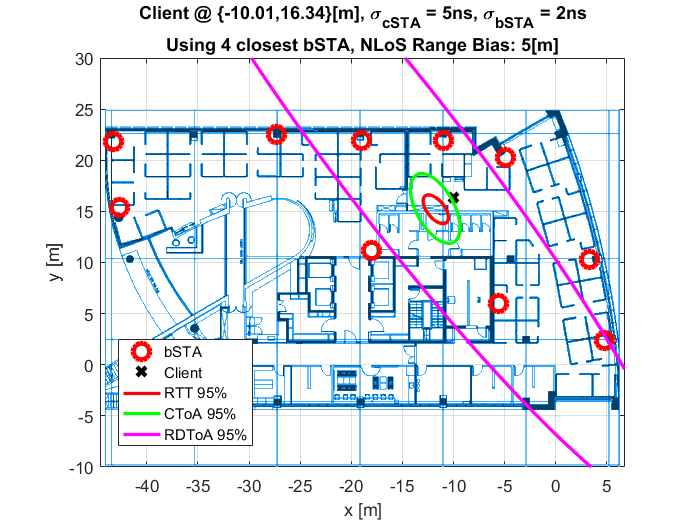 Client @ {-10.01,16.34}[m], σcSTA = 5ns, σbSTA = 2ns
Using 4 closest bSTA, NLoS Range Bias: 5[m]
30
25
20
15
10
5
0
-5
-10
y [m]
bSTA
Client
RTT 95%
CToA 95%
RDToA 95%
-40 -35 -30 -25 -20 -15 -10 -5 0 5
x [m]